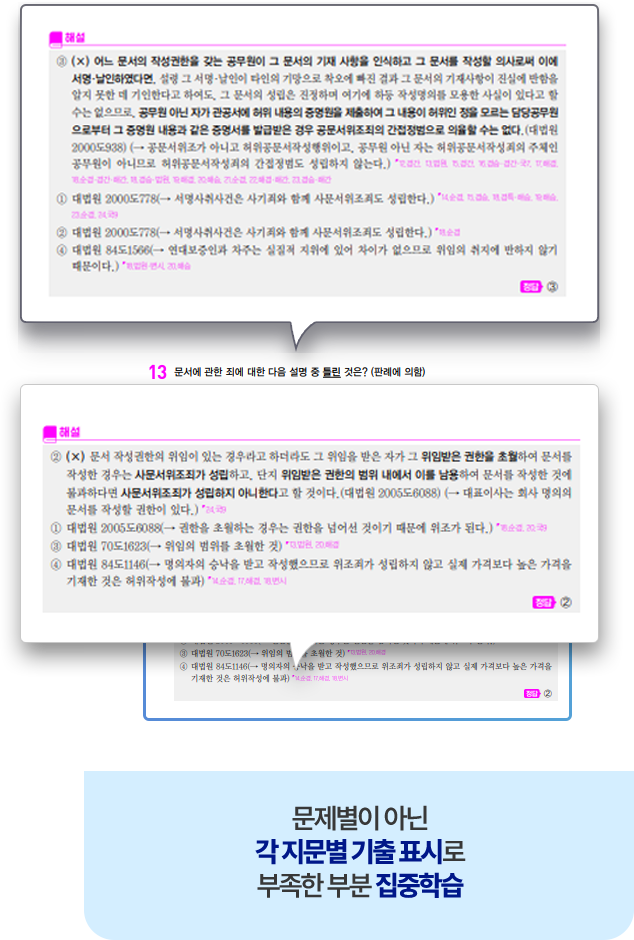 해설
③ (×) 어느 문서의 작성권한을 갖는 공무원이 그 문서의 기재 사항을 인식하고 그 문서를 작성할 의사로써 이에
서명·날인하였다면, 설령 그 서명·날인이 타인의 기망으로 착오에 빠진 결과 그 문서의 기재사항이 진실에 반함을
알지 못한 데 기인한다고 하여도, 그 문서의 성립은 진정하며 여기에 하등 작성명의를 모용한 사실이 있다고 할
수는 없으므로, 공무원 아닌 자가 관공서에 허위 내용의 증명원을 제출하여 그 내용이 허위인 정을 모르는 담당공무원
으로부터 그 증명원 내용과 같은 증명서를 발급받은 경우 공문서위조죄의 간접정범으로 의율할 수는 없다.(대법원
2000도938) (→ 공문서위조가 아니고 허위공문서작성행위이고, 공무원 아닌 자는 허위공문서작성죄의 주체인
공무원이 아니므로 허위공문서작성죄의 간접정범도 성립하지 않는다.)
① 대법원 2000도778(→ 서명사취사건은 사기죄와 함께 사문서위조죄도 성립한다.)
② 대법원 2000도778(→ 서명사취사건은 사기죄와 함께 사문서위조죄도 성립한다.)
④ 대법원 84도1566(→ 연대보증인과 차주는 실질적 지위에 있어 차이가 없으므로 위임의 취지에 반하지 않기
때문이다.)
정답 ③
13 문서에 관한 죄에 대한 다음 설명 중 틀린 것은? (판례에 의함)
해설
② (×) 문서 작성권한의 위임이 있는 경우라고 하더라도 그 위임을 받은 자가 그 위임받은 권한을 초월하여 문서를
작성한 경우는 사문서위조죄가 성립하고, 단지 위임받은 권한의 범위 내에서 이를 남용하여 문서를 작성한 것에
불과하다면 사문서위조죄가 성립하지 아니한다고 할 것이다.(대법원 2005도6088) (→ 대표이사는 회사 명의의
문서를 작성할 권한이 있다.)
① 대법원 2005도6088(→ 권한을 초월하는 경우는 권한을 넘어선 것이기 때문에 위조가 된다.)
③ 대법원 70도1623(→ 위임의 범위를 초월한 것)
④ 대법원 84도1146(→ 명의자의 승낙을 받고 작성했으므로 위조죄가 성립하지 않고 실제 가격보다 높은 가격을
기재한 것은 허위작성에 불과)
정답 ②
③ 대법원 70도1623(→ 위임의 범위를 초월한 것)
④ 대법원 84도1146(→ 명의자의 승낙을 받고 작성했으므로 위조죄가 성립하지 않고 실제 가격보다 높은 가격을
기재한 것은 허위작성에 불과)
정답 ②
문제별이 아닌
각 지문별 기출 표시로
부족한 부분 집중학습